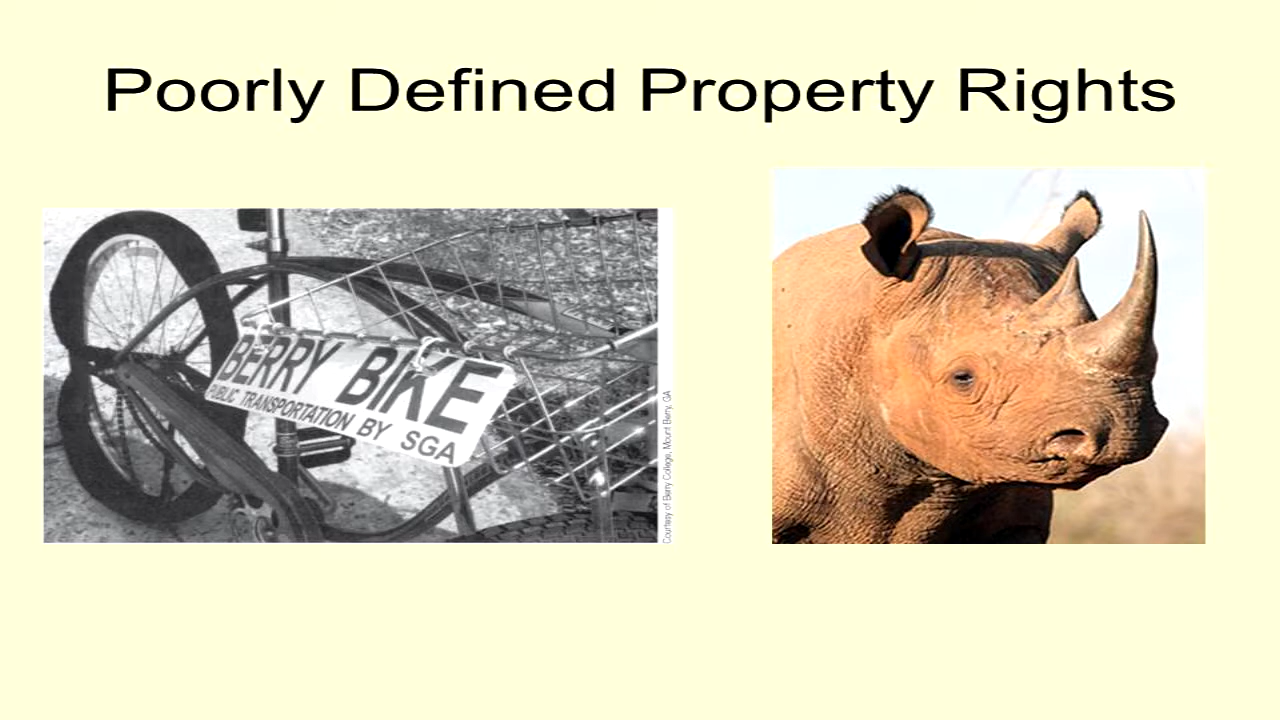 Poorly Defined Property Rights
BERRY BIKE
PUBLIC TRANSPORTATION BY SGA
Courtesy of Berry College, Mount Berry, GA